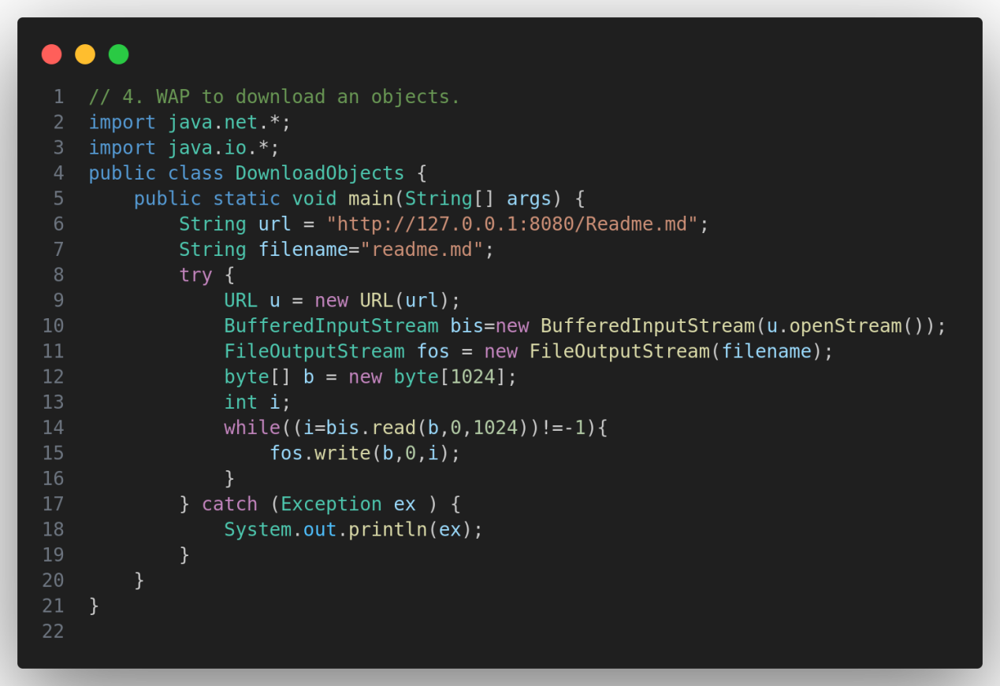 1 // 4. WAP to download an objects.
2 import java.net.*;
3 import java.io.*;
4 public class DownloadObjects {
5     public static void main(String[] args) {
6         String url = "http://127.0.0.1:8080/Readme.md";
7         String filename="readme.md";
8         try {
9             URL u = new URL(url);
10             BufferedInputStream bis=new BufferedInputStream(u.openStream());
11             FileOutputStream fos = new FileOutputStream(filename);
12             byte[] b = new byte[1024];
13             int i;
14             while((i=bis.read(b,0,1024))!=-1){
15                 fos.write(b,0,i);
16             }
17         } catch (Exception ex ) {
18             System.out.println(ex);
19         }
20     }
21 }
22